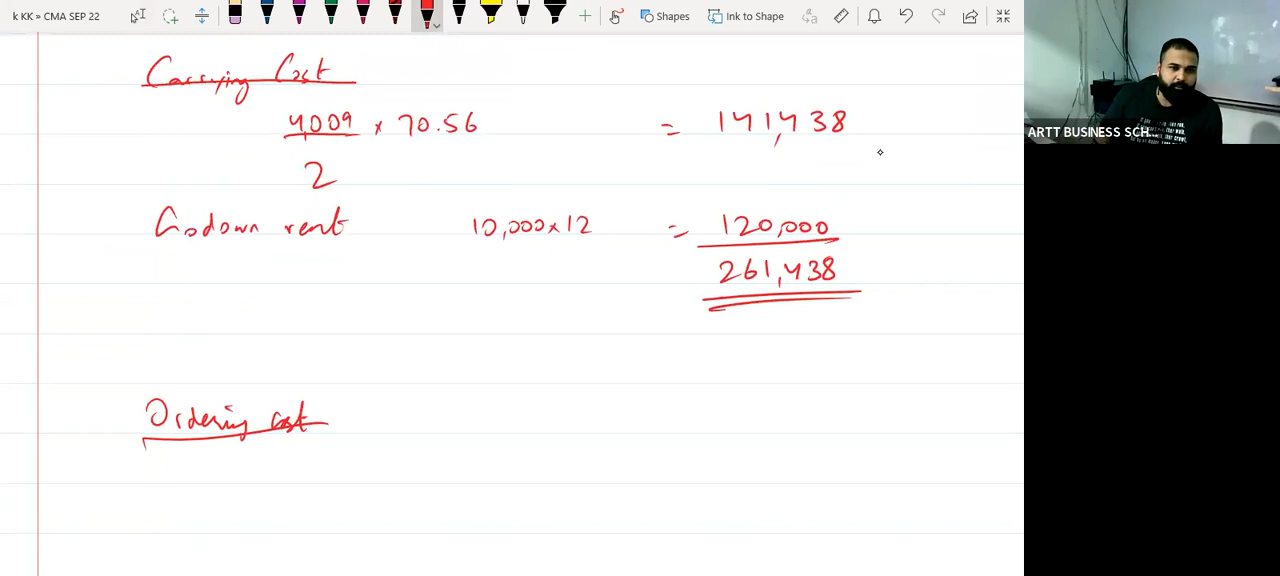 k KK » CMA SEP 22
Shapes
Ink to Shape
Carrying Cost
4009 × 70.56 = 141,438
2
Godown rent 10,000×12 = 120,000
261,438
Ordering cost
ARTT BUSINESS SCH...